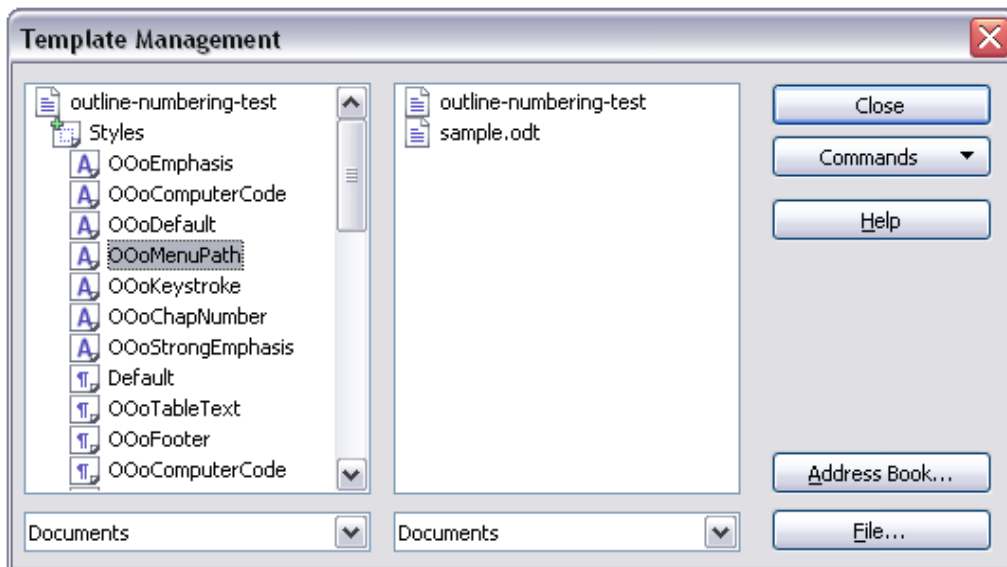 Template Management
outline-numbering-test
Styles
OOoEmphasis
OOoComputerCode
OOoDefault
OOoMenuPath
OOoKeystroke
OOoChapNumber
OOoStrongEmphasis
Default
OOoTableText
OOoFooter
OOoComputerCode
Documents
outline-numbering-test
sample.odt
Documents
Close
Commands
Help
Address Book...
File...